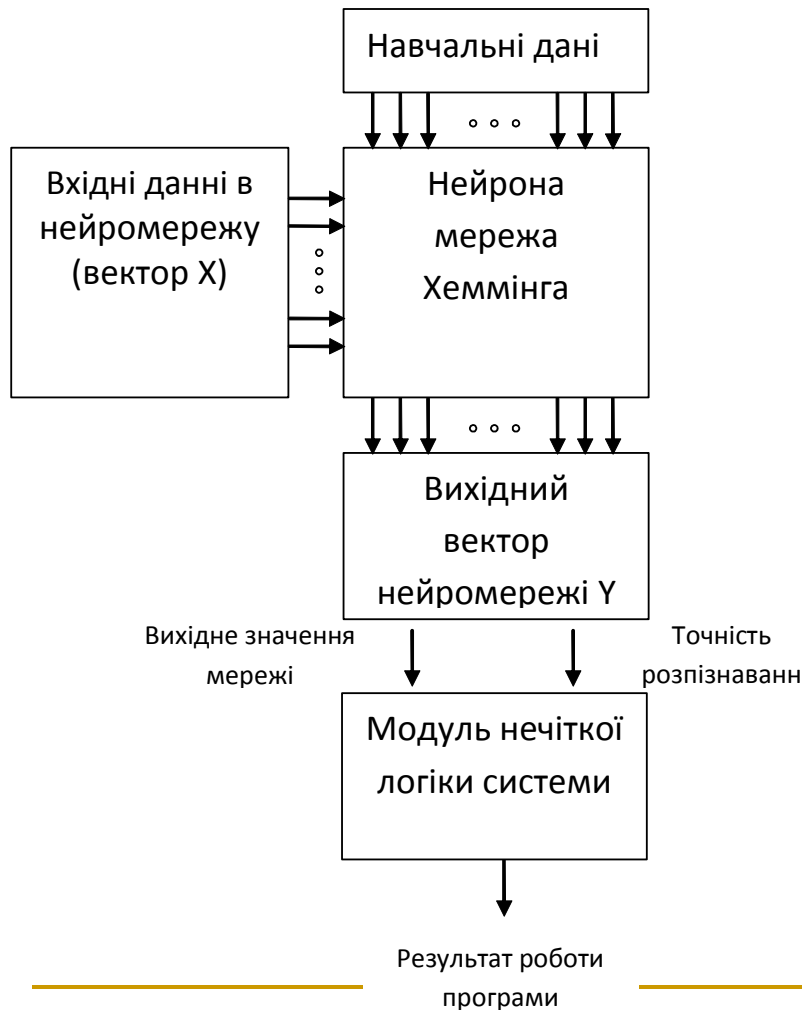 Навчальні дані
Вхідні данні в
нейромережу
(вектор X)
Нейрона
мережа
Хеммінга
Вихідний
вектор
нейромережі Y
Вихідне значення
мережі
Точність
розпізнаванн
Модуль нечіткої
логіки системи
Результат роботи
програми